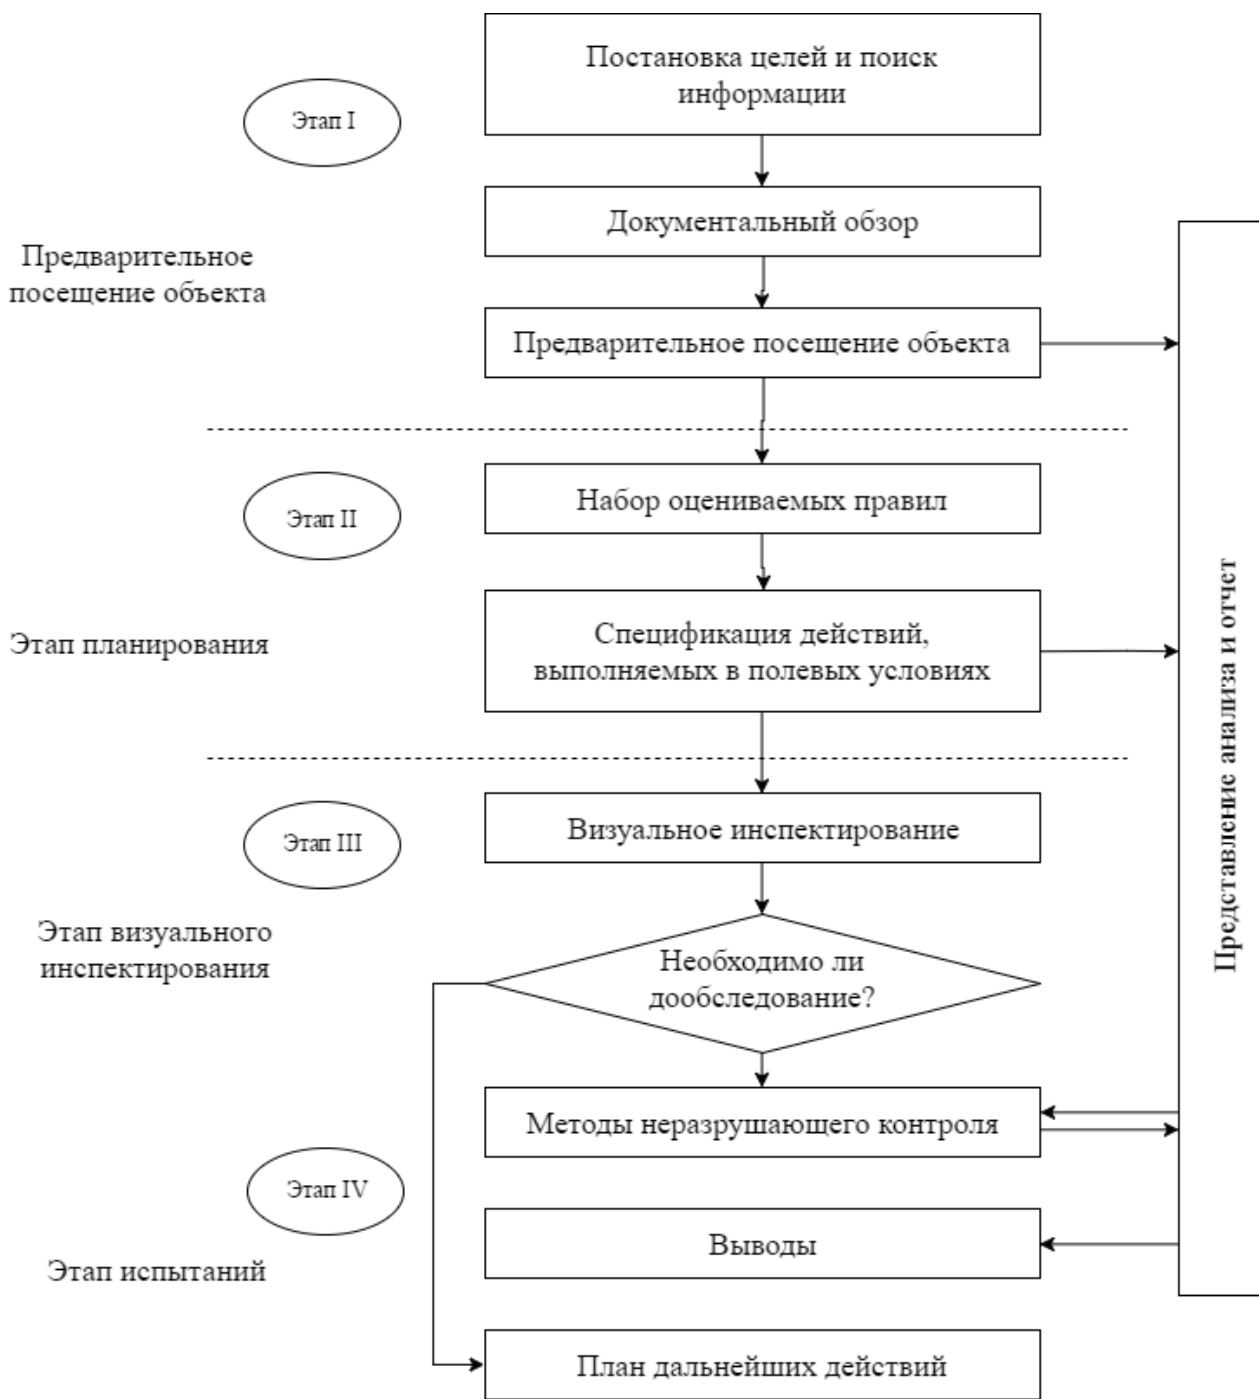 Постановка целей и поиск
информации
Этап I
Документальный обзор
Предварительное
посещение объекта
Предварительное посещение объекта
Набор оцениваемых правил
Этап II
Спецификация действий,
выполняемых в полевых условиях
Этап планирования
Представление анализа и отчет
Визуальное инспектирование
Этап III
Этап визуального
инспектирования
Необходимо ли
дообследование?
Методы неразрушающего контроля
Этап IV
Выводы
Этап испытаний
План дальнейших действий